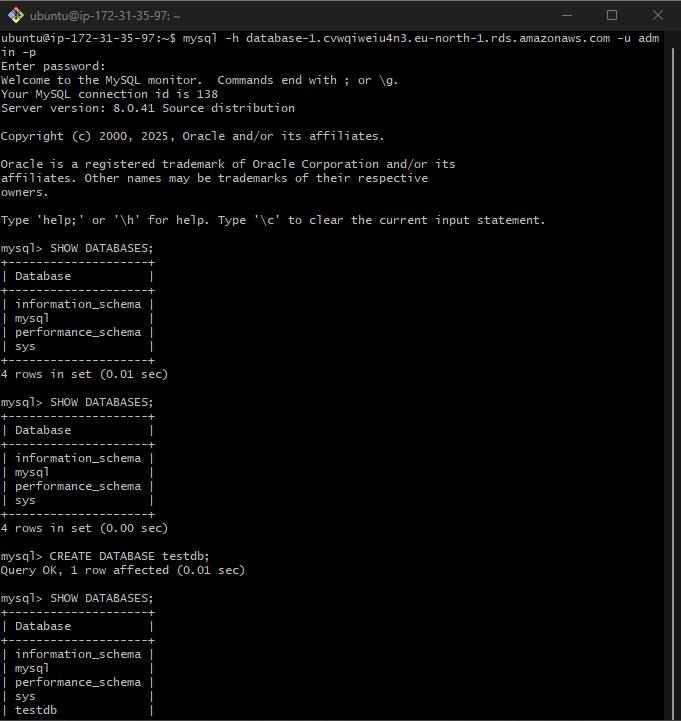 ubuntu@ip-172-31-35-97: ~
ubuntu@ip-172-31-35-97:~$ mysql -h database-1.cvwqiweiu4n3.eu-north-1.rds.amazonaws.com -u adm
in -p
Enter password:
Welcome to the MySQL monitor.  Commands end with ; or \g.
Your MySQL connection id is 138
Server version: 8.0.41 Source distribution

Copyright (c) 2000, 2025, Oracle and/or its affiliates.

Oracle is a registered trademark of Oracle Corporation and/or its
affiliates. Other names may be trademarks of their respective
owners.

Type 'help;' or '\h' for help. Type '\c' to clear the current input statement.

mysql> SHOW DATABASES;
+--------------------+
| Database           |
+--------------------+
| information_schema |
| mysql              |
| performance_schema |
| sys                |
+--------------------+
4 rows in set (0.01 sec)

mysql> SHOW DATABASES;
+--------------------+
| Database           |
+--------------------+
| information_schema |
| mysql              |
| performance_schema |
| sys                |
+--------------------+
4 rows in set (0.00 sec)

mysql> CREATE DATABASE testdb;
Query OK, 1 row affected (0.01 sec)

mysql> SHOW DATABASES;
+--------------------+
| Database           |
+--------------------+
| information_schema |
| mysql              |
| performance_schema |
| sys                |
| testdb             |